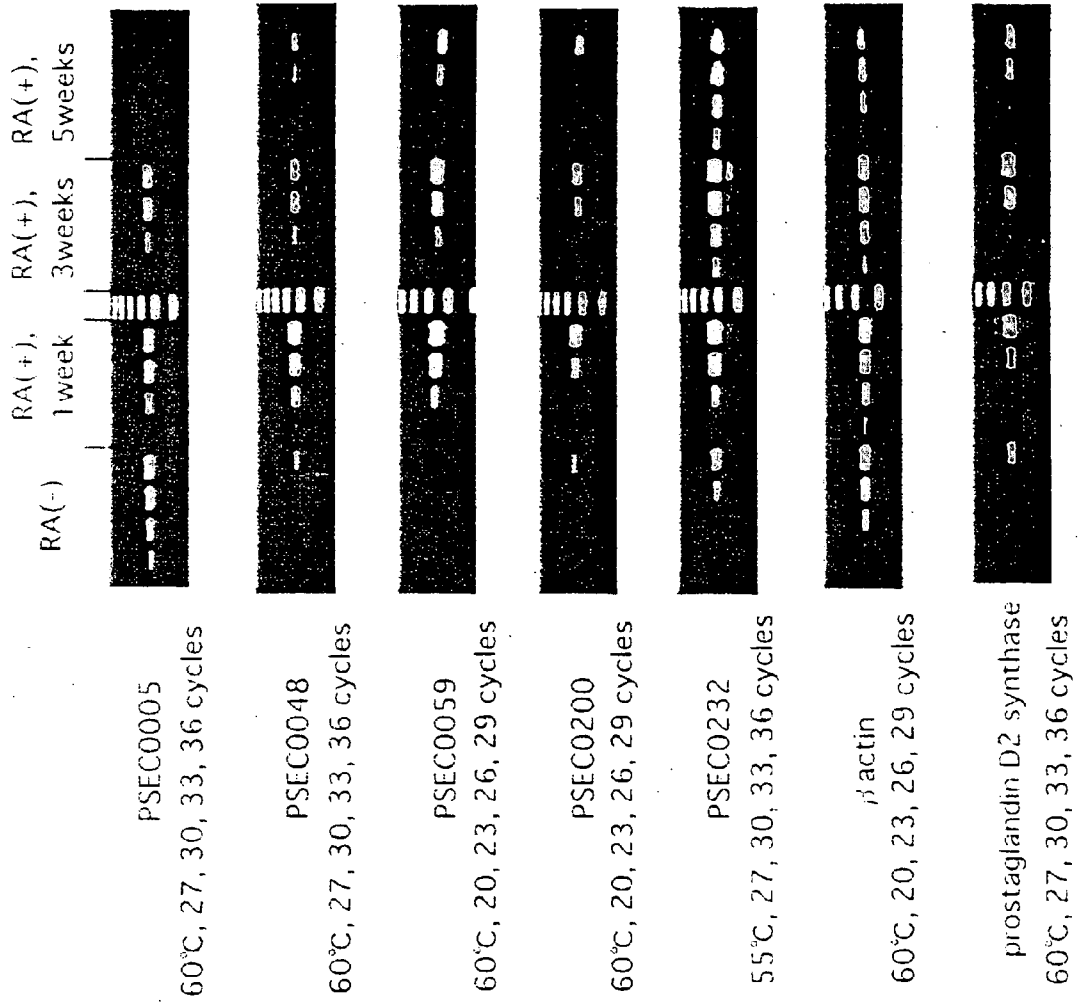 RA(-)
RA(+),
1week
RA(+),
3weeks
RA(+),
5weeks
PSEC0005
60℃, 27, 30, 33, 36 cycles
PSEC0048
60℃, 27, 30, 33, 36 cycles
PSEC0059
60℃, 20, 23, 26, 29 cycles
PSEC0200
60℃, 20, 23, 26, 29 cycles
PSEC0232
55℃, 27, 30, 33, 36 cycles
β actin
60℃, 20, 23, 26, 29 cycles
prostaglandin D2 synthase
60℃, 27, 30, 33, 36 cycles